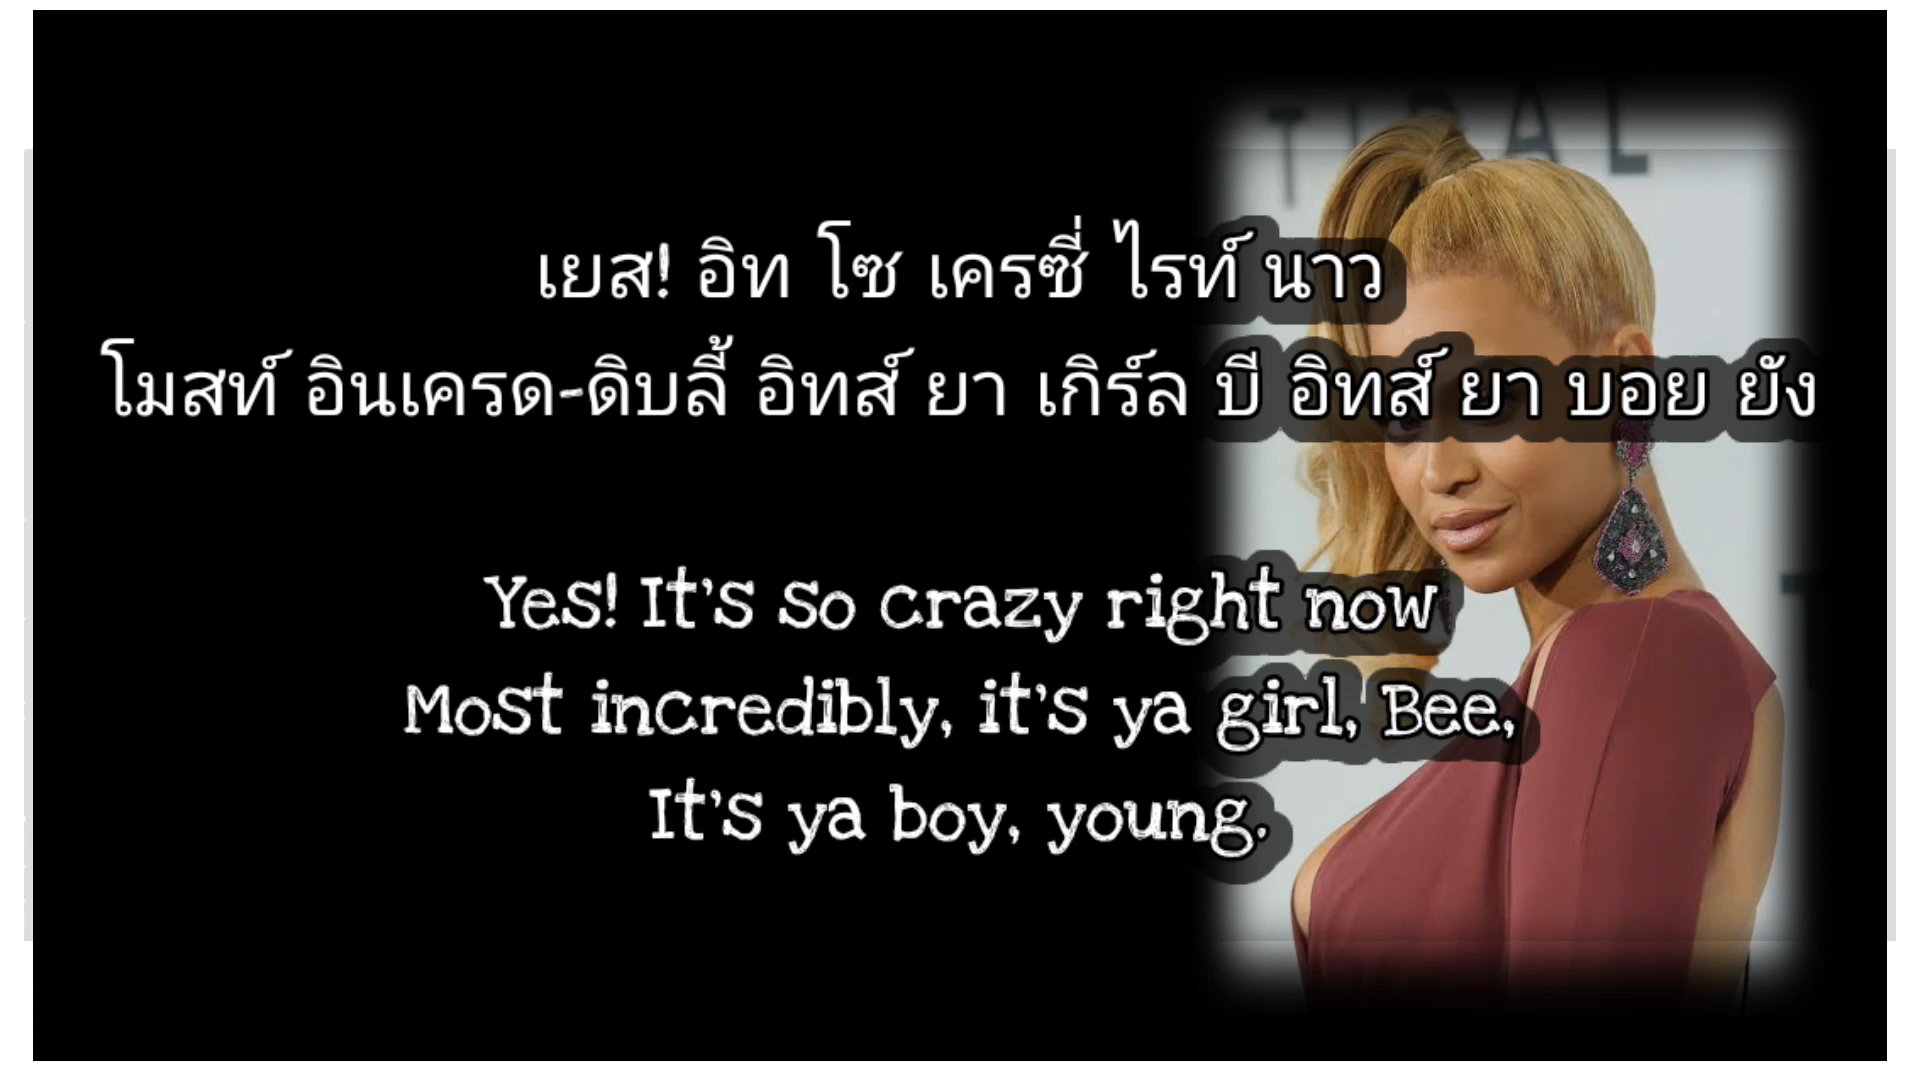 TIDAL
เยส! อิท โซ เครซี่ ไรท์ นาว
โมสท์ อินเครด-ดิบลี้ อิทส์ ยา เกิร์ล บี อิทส์ ยา บอย ยัง
Yes! It's so crazy right now
Most incredibly, it's ya girl, Bee,
It's ya boy, young.